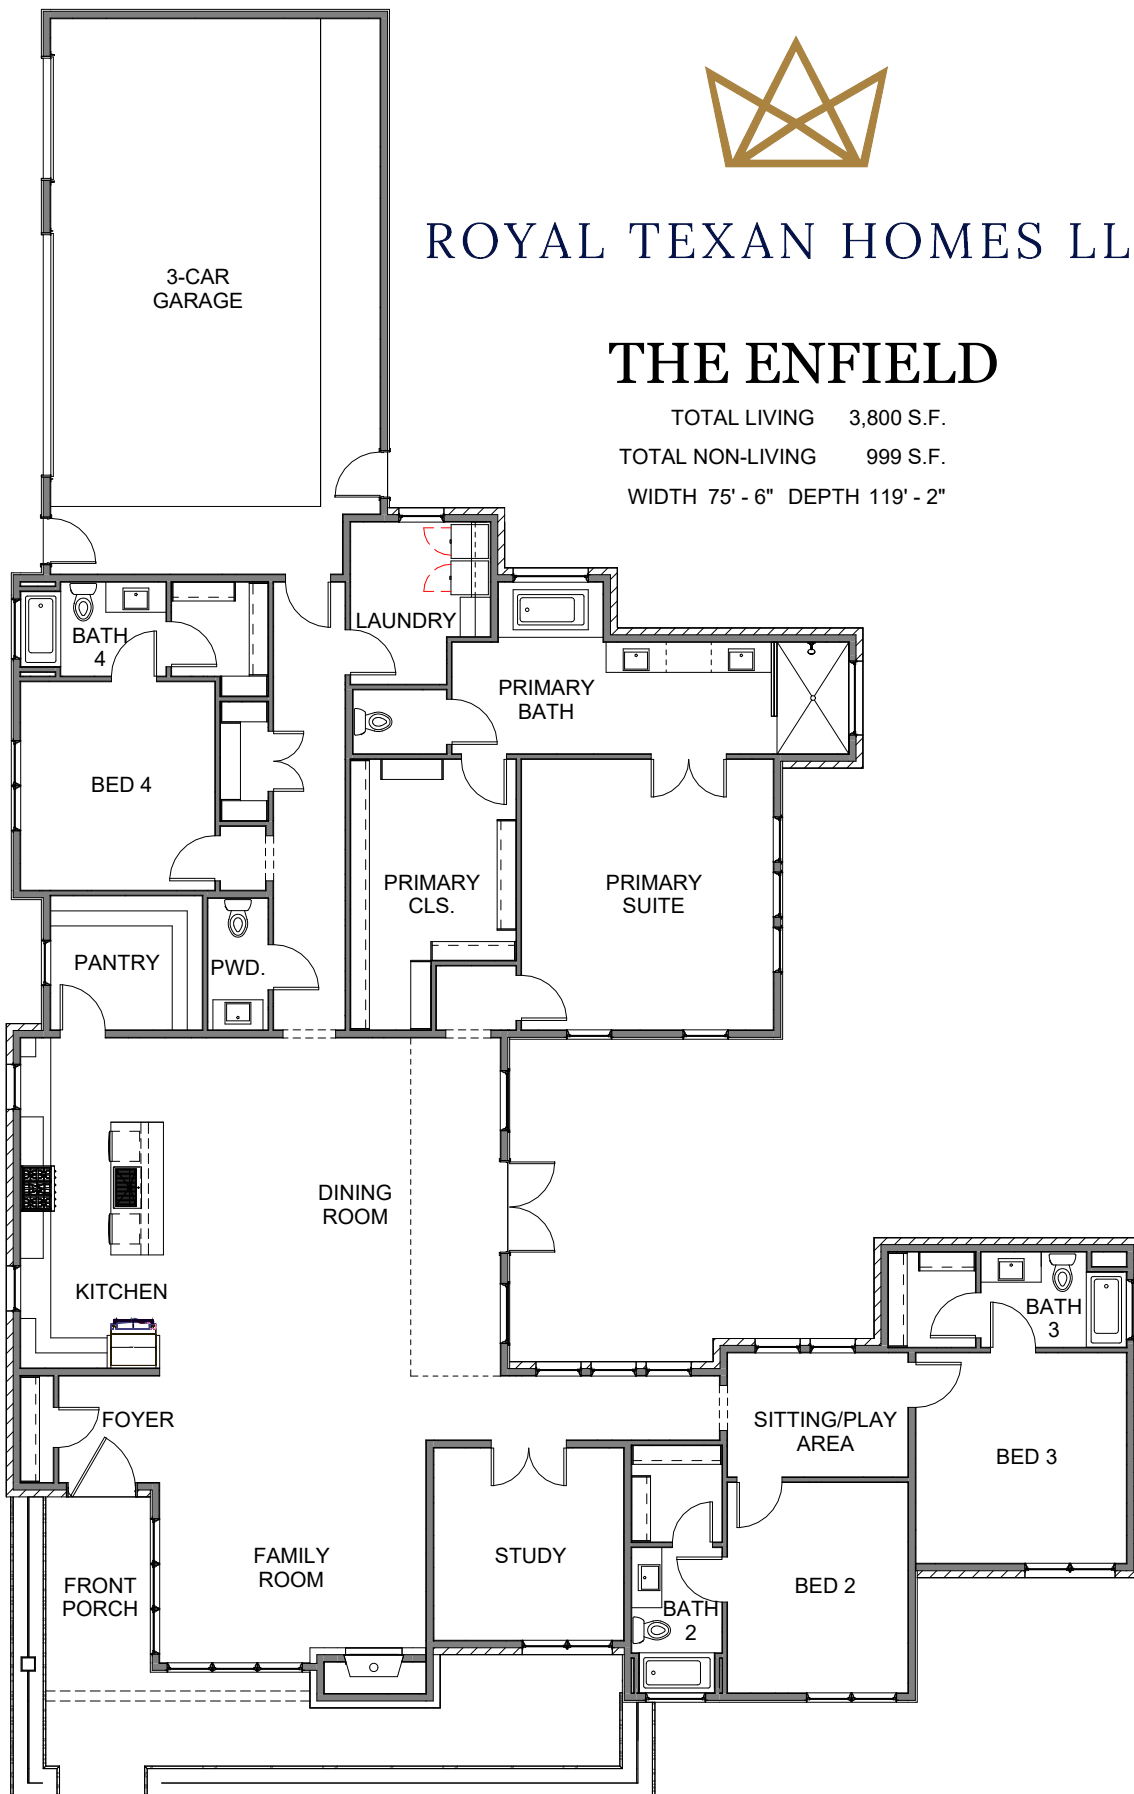 ROYAL TEXAN HOMES LL
THE ENFIELD
TOTAL LIVING 3,800 S.F.
TOTAL NON-LIVING 999 S.F.
WIDTH 75' - 6" DEPTH 119' - 2"
3-CAR
GARAGE
LAUNDRY
BATH
4
PRIMARY
BATH
BED 4
PRIMARY
CLS.
PRIMARY
SUITE
PANTRY
PWD.
DINING
ROOM
KITCHEN
BATH
3
FOYER
SITTING/PLAY
AREA
BED 3
FAMILY
ROOM
STUDY
FRONT
PORCH
BED 2
BATH
2